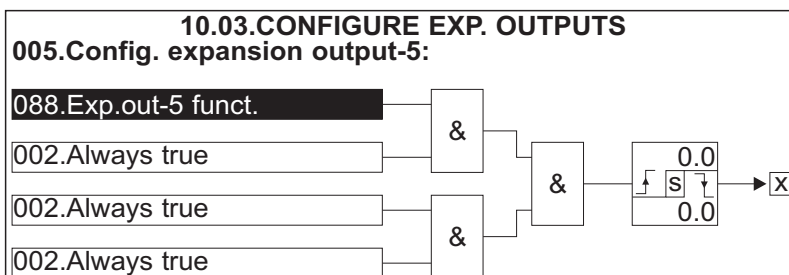 10.03.CONFIGURE EXP. OUTPUTS
005.Config. expansion output-5:
088.Exp.out-5 funct.
&
002.Always true
&
0.0
S
X
0.0
002.Always true
&
002.Always true